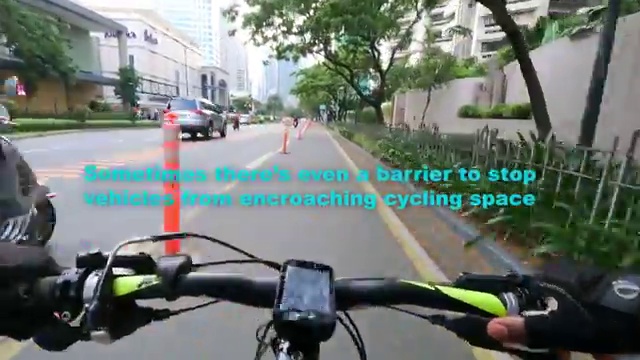 Sometimes there's even a barrier to stop
vehicles from encroaching cycling space